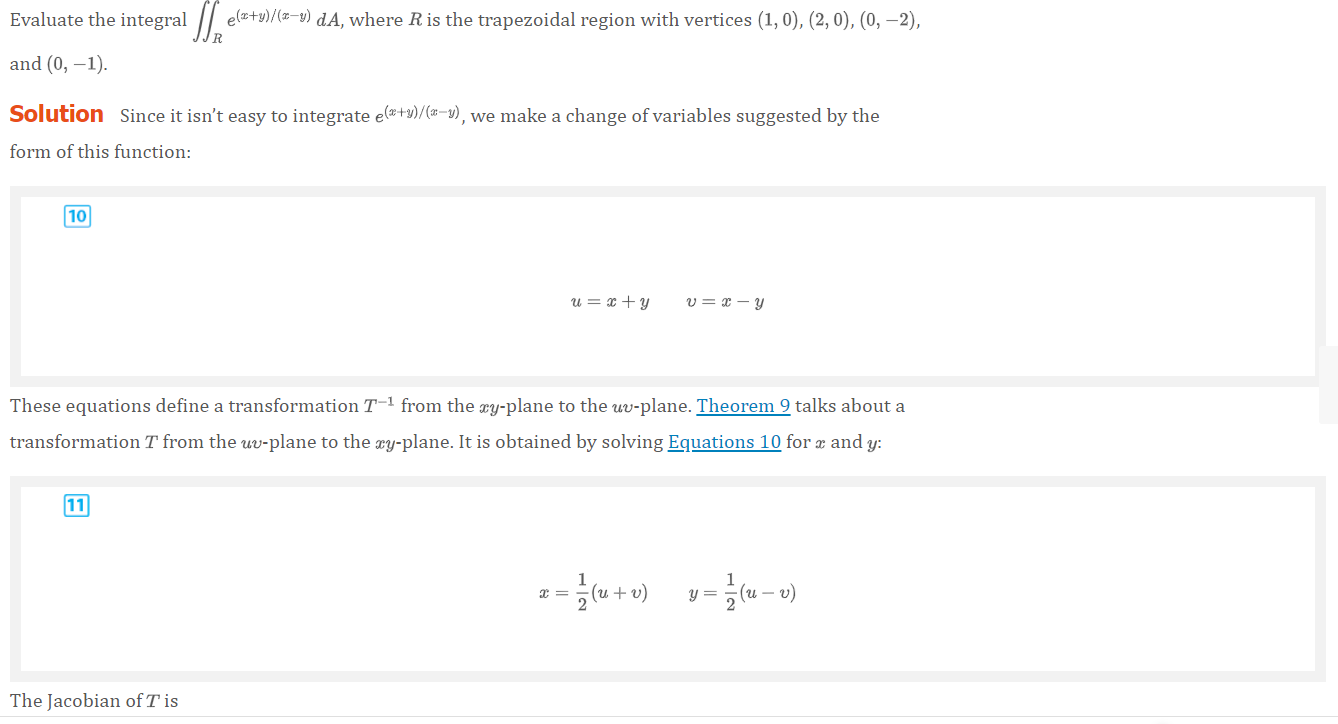 Evaluate the integral ∬_R e^{(x+y)/(x−y)} dA, where R is the trapezoidal region with vertices (1, 0), (2, 0), (0, −2),
and (0, −1).
Solution Since it isn't easy to integrate e^{(x+y)/(x−y)}, we make a change of variables suggested by the
form of this function:
10
u = x + y v = x − y
These equations define a transformation T^{−1} from the xy-plane to the uv-plane. Theorem 9 talks about a
transformation T from the uv-plane to the xy-plane. It is obtained by solving Equations 10 for x and y:
11
x = \frac{1}{2}(u + v) y = \frac{1}{2}(u − v)
The Jacobian of T is